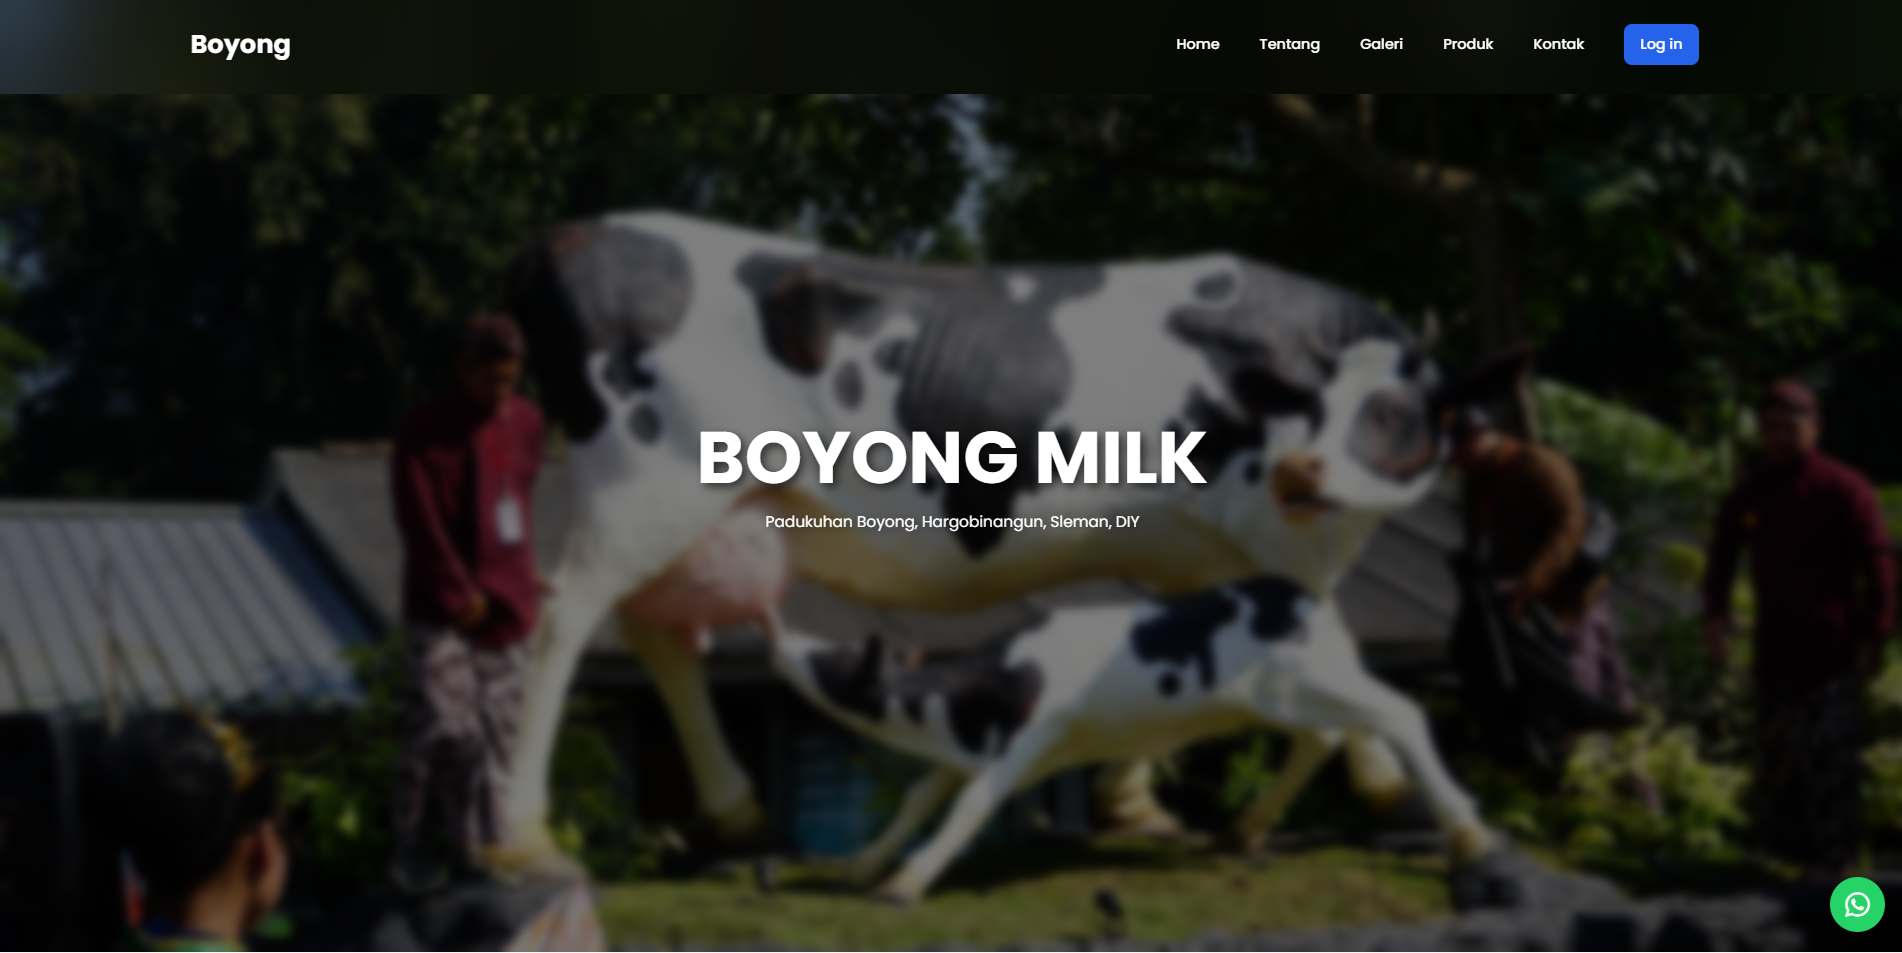 Boyong
Home
Tentang
Galeri
Produk
Kontak
Log in
BOYONG MILK
Padukuhan Boyong, Hargobinangun, Sleman, DIY